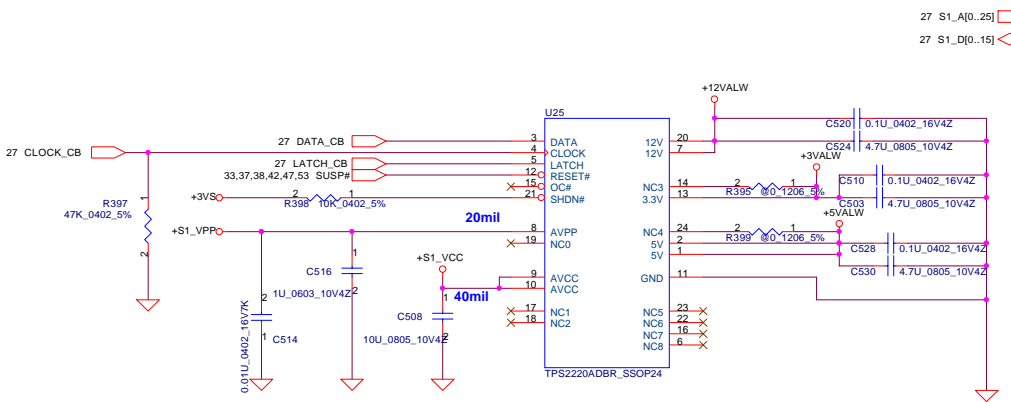 27 S1_A[0..25]
27 S1_D[0..15]
+12VALW
U25
C520 0.1U_0402_16V4Z
27 DATA_CB 3 DATA 12V 20
27 CLOCK_CB 4 CLOCK 12V 7 C524 4.7U_0805_10V4Z
27 LATCH_CB 5 LATCH +3VALW
33,37,38,42,47,53 SUSP# 12 RESET#
15 OC# NC3 14 2 1 C510 0.1U_0402_16V4Z
+3VS 2 1 21 SHDN# 3.3V 13 R395 @0_1206_5% C503 4.7U_0805_10V4Z
R398 10K_0402_5%
R397 1
47K_0402_5%
2
20mil
+5VALW
+S1_VPP 8 AVPP NC4 24 2 1
19 NC0 5V 2 R399 @0_1206_5% C528 0.1U_0402_16V4Z
5V 1
C530 4.7U_0805_10V4Z
+S1_VCC
C516 1
1U_0603_10V4Z 2
9 AVCC GND 11
10 AVCC
40mil
2 C514 1
0.01U_0402_16V7K
C508 1
10U_0805_10V4Z 2
17 NC1 NC5 23
18 NC2 NC6 22
NC7 16
NC8 6
TPS2220ADBR_SSOP24